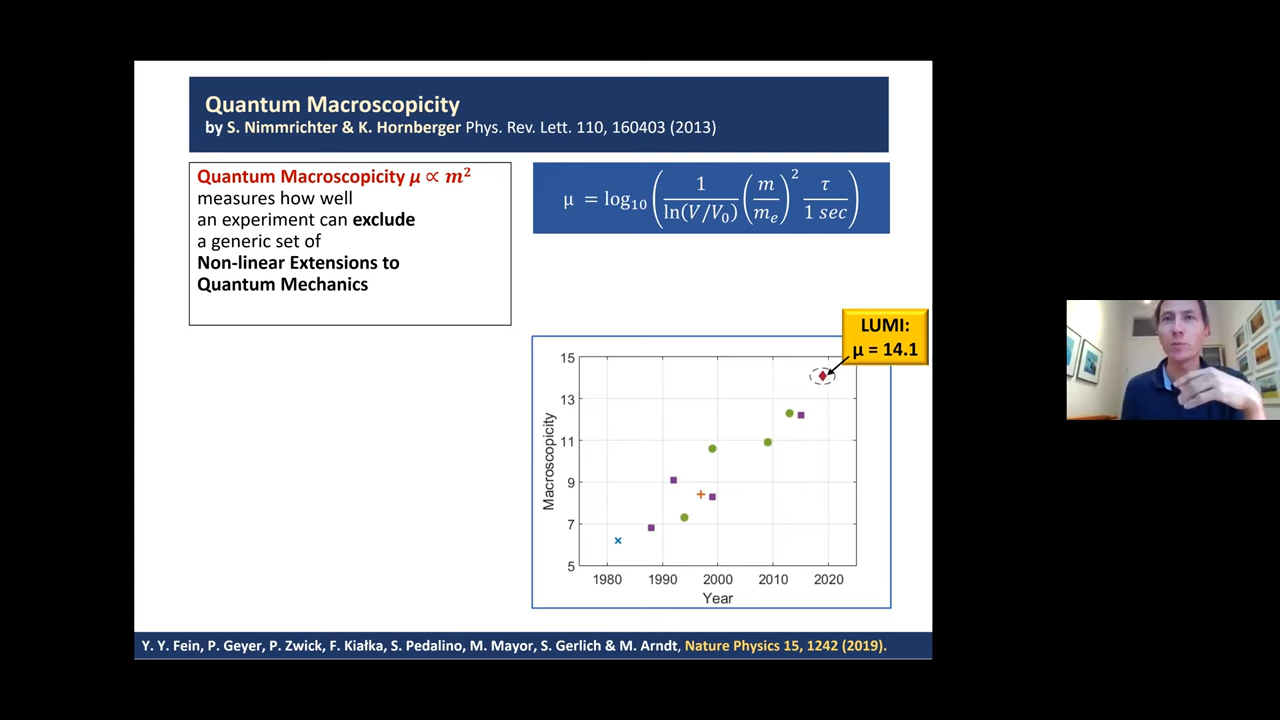 Quantum Macroscopicity
by S. Nimmrichter & K. Hornberger Phys. Rev. Lett. 110, 160403 (2013)
Quantum Macroscopicity μ ∝ m²
measures how well
an experiment can exclude
a generic set of
Non-linear Extensions to
Quantum Mechanics
μ = log₁₀ ( 1 / ln(V/V₀) (m / mₑ)² τ / 1 sec )
LUMI:
μ = 14.1
15
13
11
9
7
5
Macroscopicity
1980 1990 2000 2010 2020
Year
Y. Y. Fein, P. Geyer, P. Zwick, F. Kiałka, S. Pedalino, M. Mayor, S. Gerlich & M. Arndt, Nature Physics 15, 1242 (2019).